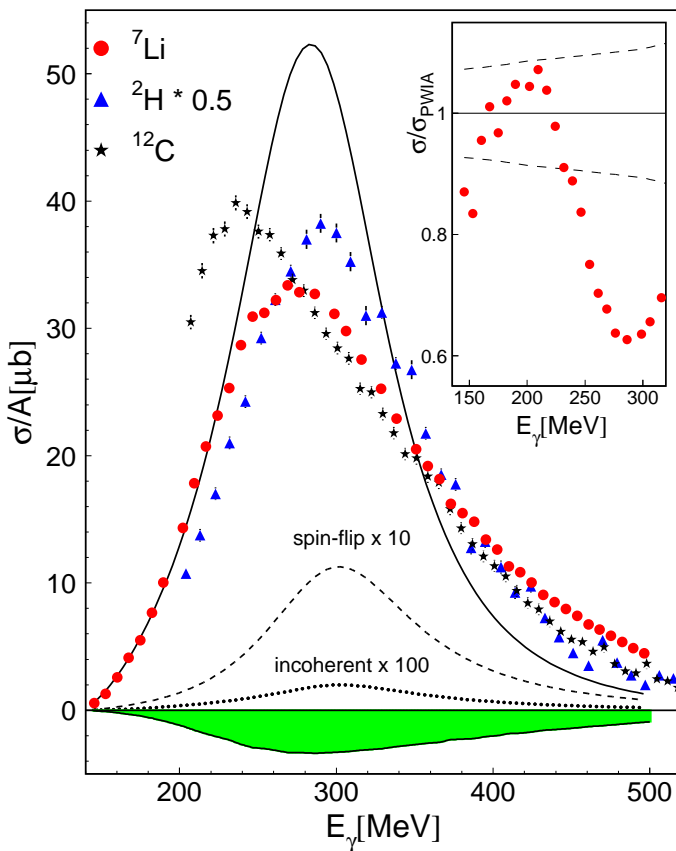 ⁷Li
²H * 0.5
¹²C
σ/A[μb]
50
40
30
20
10
0
spin-flip x 10
incoherent x 100
200
300
400
500
E_γ[MeV]
σ/σ_PWIA
1
0.8
0.6
150
200
250
300
E_γ[MeV]